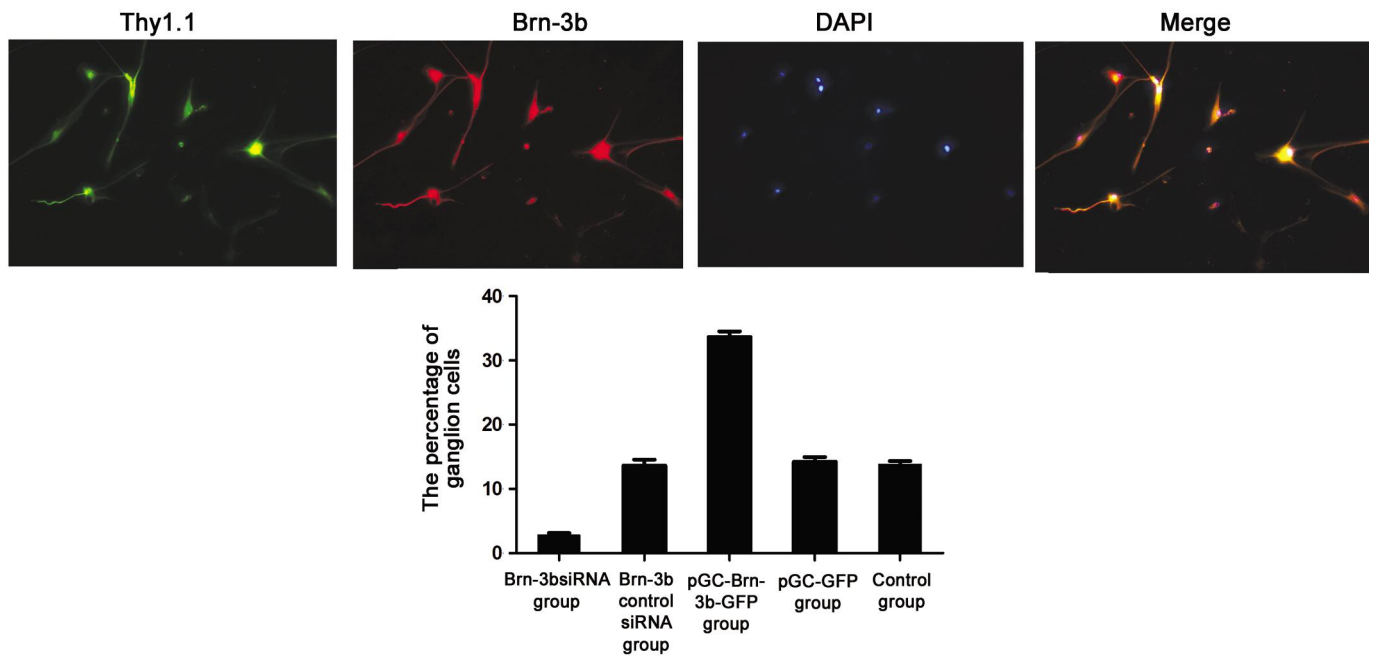 Thy1.1
Brn-3b
DAPI
Merge
The percentage of
ganglion cells
40
30
20
10
0
Brn-3bsiRNA
group
Brn-3b
control
siRNA
group
pGC-Brn-
3b-GFP
group
pGC-GFP
group
Control
group